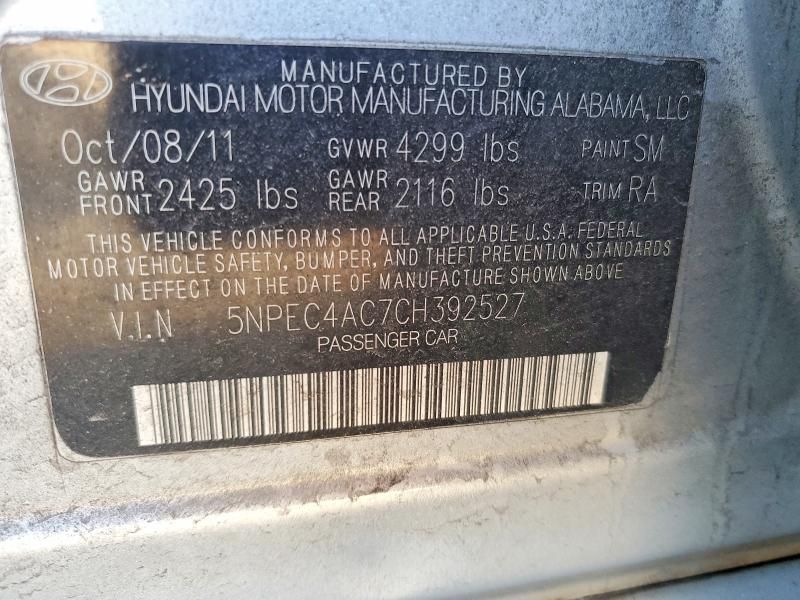 MANUFACTURED BY
HYUNDAI MOTOR MANUFACTURING ALABAMA, LLC
Oct/08/11 GVWR 4299 lbs PAINT SM
GAWR FRONT 2425 lbs GAWR REAR 2116 lbs TRIM RA
THIS VEHICLE CONFORMS TO ALL APPLICABLE U.S.A. FEDERAL
MOTOR VEHICLE SAFETY, BUMPER, AND THEFT PREVENTION STANDARDS
IN EFFECT ON THE DATE OF MANUFACTURE SHOWN ABOVE
V.I.N 5NPEC4AC7CH392527
PASSENGER CAR